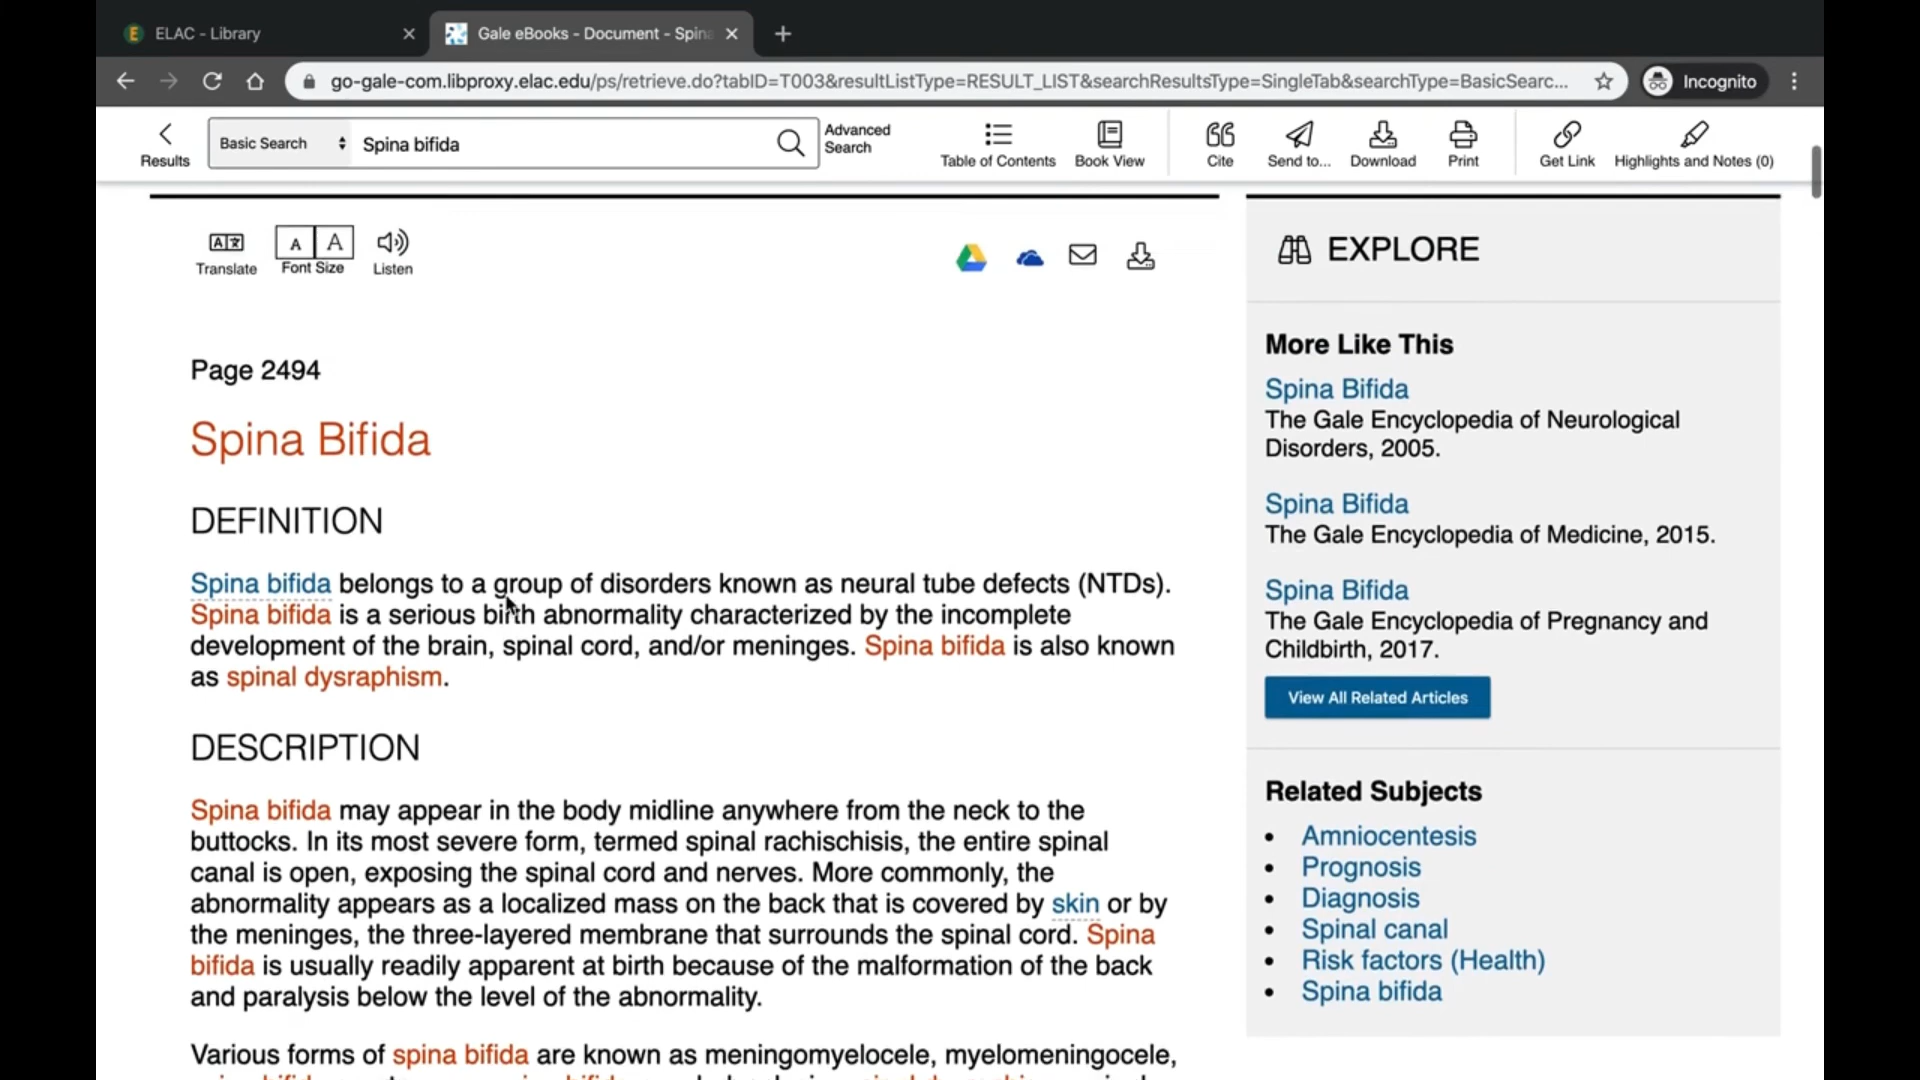 ELAC - Library
Gale eBooks - Document - Spin
go-gale-com.libproxy.elac.edu/ps/retrieve.do?tabID=T003&resultListType=RESULT_LIST&searchResultsType=SingleTab&searchType=BasicSearc...
Incognito
Results
Basic Search
Spina bifida
Advanced
Search
Table of Contents
Book View
Cite
Send to...
Download
Print
Get Link
Highlights and Notes (0)
Translate
A A
Font Size
Listen
Page 2494
Spina Bifida
DEFINITION
Spina bifida belongs to a group of disorders known as neural tube defects (NTDs).
Spina bifida is a serious birth abnormality characterized by the incomplete
development of the brain, spinal cord, and/or meninges. Spina bifida is also known
as spinal dysraphism.
DESCRIPTION
Spina bifida may appear in the body midline anywhere from the neck to the
buttocks. In its most severe form, termed spinal rachischisis, the entire spinal
canal is open, exposing the spinal cord and nerves. More commonly, the
abnormality appears as a localized mass on the back that is covered by skin or by
the meninges, the three-layered membrane that surrounds the spinal cord. Spina
bifida is usually readily apparent at birth because of the malformation of the back
and paralysis below the level of the abnormality.
Various forms of spina bifida are known as meningomyelocele, myelomeningocele,
EXPLORE
More Like This
Spina Bifida
The Gale Encyclopedia of Neurological
Disorders, 2005.
Spina Bifida
The Gale Encyclopedia of Medicine, 2015.
Spina Bifida
The Gale Encyclopedia of Pregnancy and
Childbirth, 2017.
View All Related Articles
Related Subjects
• Amniocentesis
• Prognosis
• Diagnosis
• Spinal canal
• Risk factors (Health)
• Spina bifida